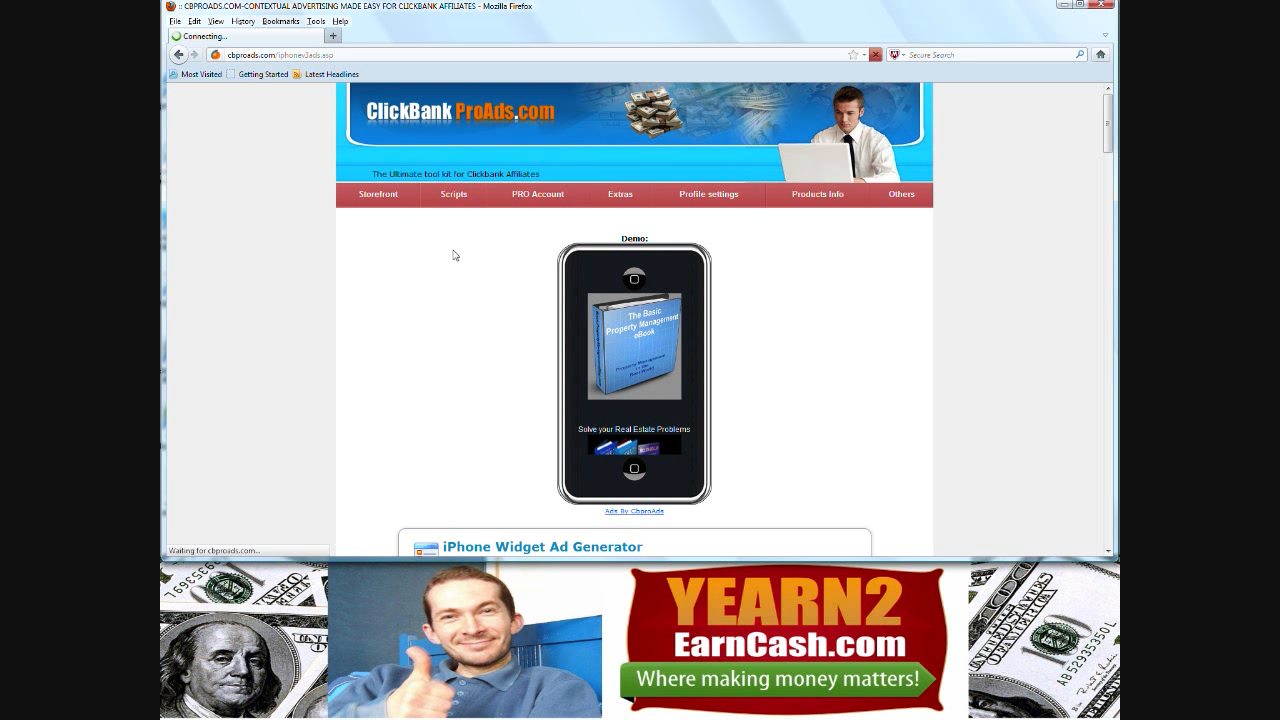 :: CBPROADS.COM-CONTEXTUAL ADVERTISING MADE EASY FOR CLICKBANK AFFILIATES - Mozilla Firefox
File Edit View History Bookmarks Tools Help
Connecting...
cbproads.com/iphonev3ads.asp
Secure Search
Most Visited Getting Started Latest Headlines
ClickBank ProAds.com
The Ultimate tool kit for Clickbank Affiliates
Storefront Scripts PRO Account Extras Profile settings Products Info Others
Demo:
The Basic
Property Management
eBook
Property Management
Solve your Real Estate Problems
Ads By CbproAds
iPhone Widget Ad Generator
Waiting for cbproads.com...
YEARN2
EarnCash.com
Where making money matters!